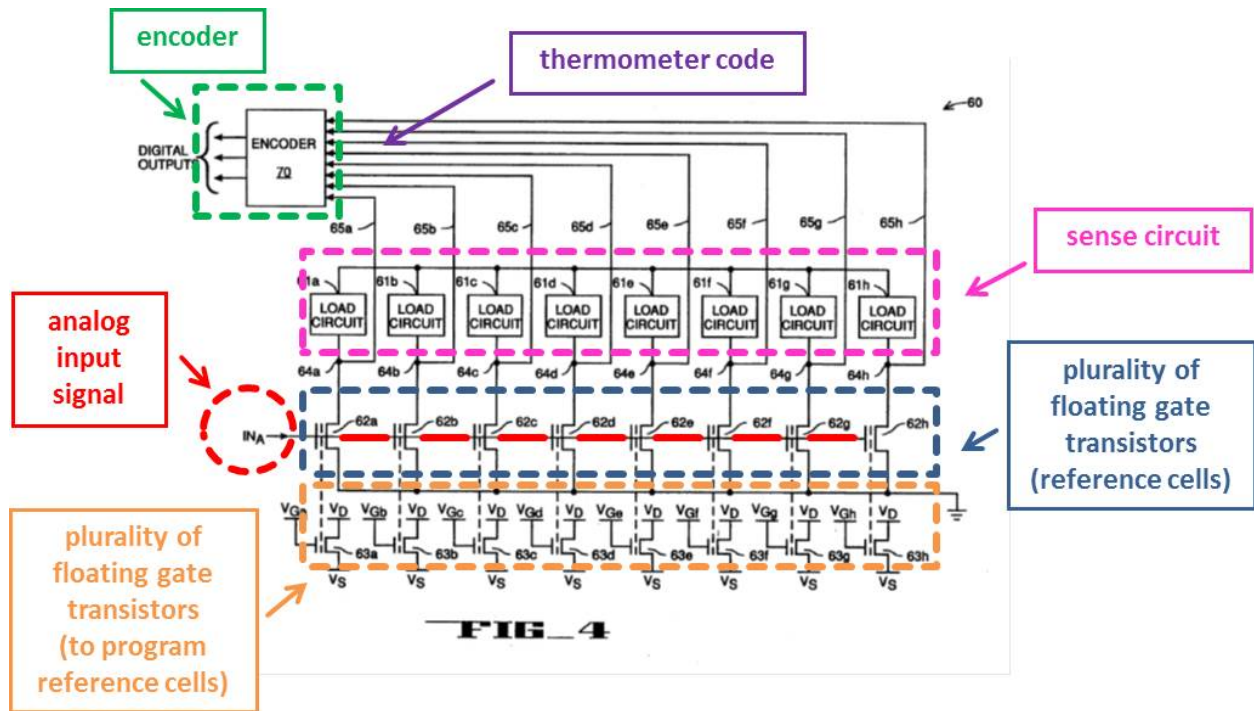 encoder
thermometer code
60
DIGITAL
OUTPUTS
ENCODER
70
65a 65b 65c 65d 65e 65f 65g 65h
sense circuit
61a 61b 61c 61d 61e 61f 61g 61h
LOAD CIRCUIT
LOAD CIRCUIT
LOAD CIRCUIT
LOAD CIRCUIT
LOAD CIRCUIT
LOAD CIRCUIT
LOAD CIRCUIT
LOAD CIRCUIT
analog
input
signal
64a 64b 64c 64d 64e 64f 64g 64h
plurality of
floating gate
transistors
(reference cells)
INA
62a 62b 62c 62d 62e 62f 62g 62h
VGa VD VGb VD VGc VD VGd VD VGe VD VGf VD VGg VD VGh VD
63a 63b 63c 63d 63e 63f 63g 63h
VS VS VS VS VS VS VS VS
plurality of
floating gate
transistors
(to program
reference cells)
FIG_4